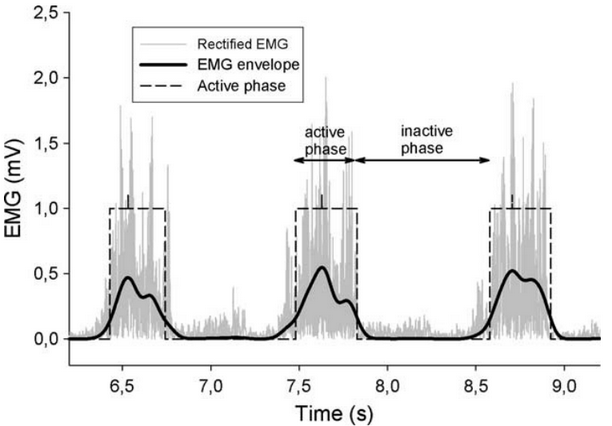 2,5
2,0
1,5
1,0
0,5
0,0
EMG (mV)
Rectified EMG
EMG envelope
Active phase
active
phase
inactive
phase
6,5 7,0 7,5 8,0 8,5 9,0
Time (s)